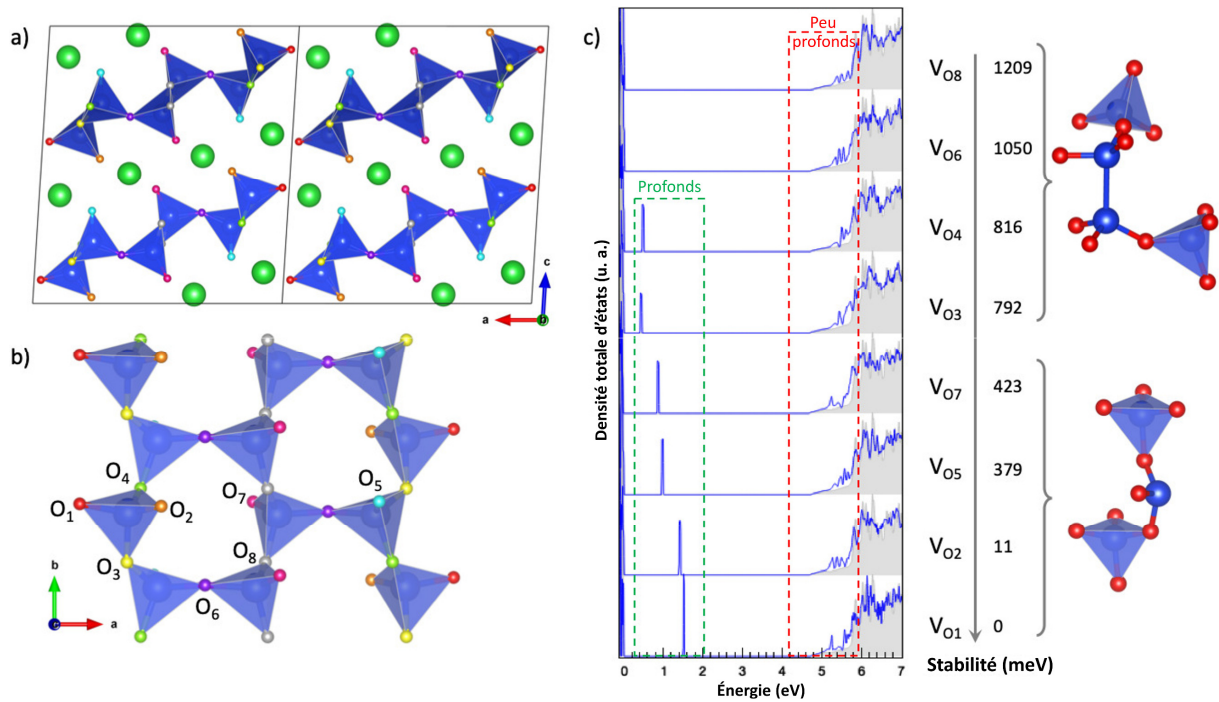 a)
c
a
b
b)
O4
O1
O2
O3
O6
O7
O8
O5
b
a
c)
Peu
profonds
Profonds
Densité totale d'états (u. a.)
0 1 2 3 4 5 6 7
Énergie (eV)
VO8 1209
VO6 1050
VO4 816
VO3 792
VO7 423
VO5 379
VO2 11
VO1 0
Stabilité (meV)